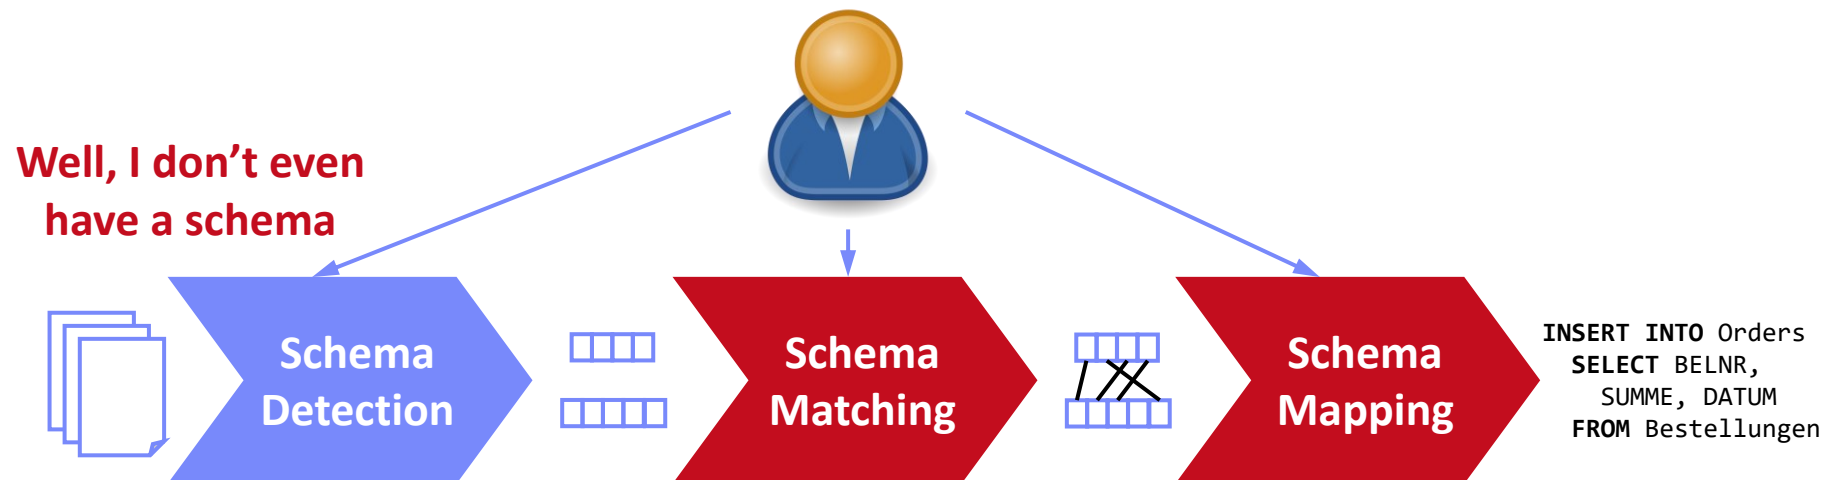 Well, I don’t even
have a schema
Schema
Detection
Schema
Matching
Schema
Mapping
INSERT INTO Orders
SELECT BELNR,
SUMME, DATUM
FROM Bestellungen